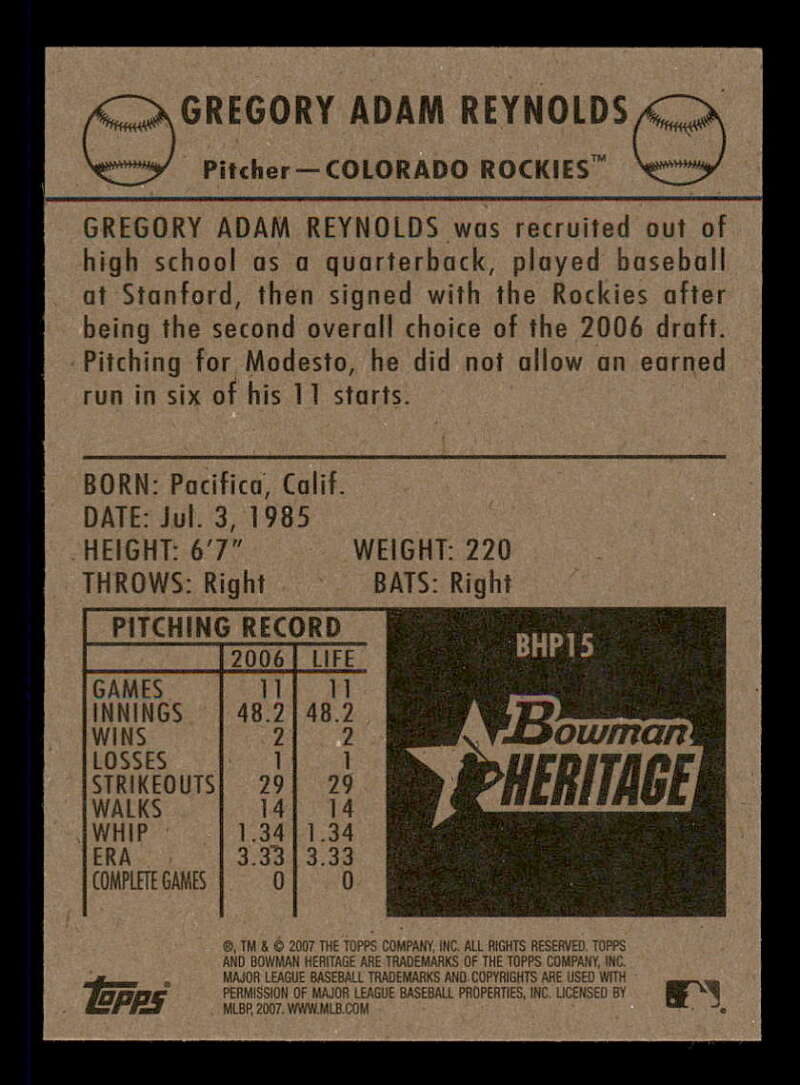 GREGORY ADAM REYNOLDS
Pitcher—COLORADO ROCKIES™
GREGORY ADAM REYNOLDS was recruited out of
high school as a quarterback, played baseball
at Stanford, then signed with the Rockies after
being the second overall choice of the 2006 draft.
Pitching for Modesto, he did not allow an earned
run in six of his 11 starts.
BORN: Pacifica, Calif.
DATE: Jul. 3, 1985
HEIGHT: 6'7" WEIGHT: 220
THROWS: Right BATS: Right
PITCHING RECORD
2006 LIFE
GAMES 11 11
INNINGS 48.2 48.2
WINS 2 2
LOSSES 1 1
STRIKEOUTS 29 29
WALKS 14 14
WHIP 1.34 1.34
ERA 3.33 3.33
COMPLETE GAMES 0 0
BHP15
Bowman
HERITAGE
®, TM & © 2007 THE TOPPS COMPANY, INC. ALL RIGHTS RESERVED. TOPPS
AND BOWMAN HERITAGE ARE TRADEMARKS OF THE TOPPS COMPANY, INC.
MAJOR LEAGUE BASEBALL TRADEMARKS AND COPYRIGHTS ARE USED WITH
PERMISSION OF MAJOR LEAGUE BASEBALL PROPERTIES, INC. LICENSED BY
MLBP, 2007. WWW.MLB.COM
topps®